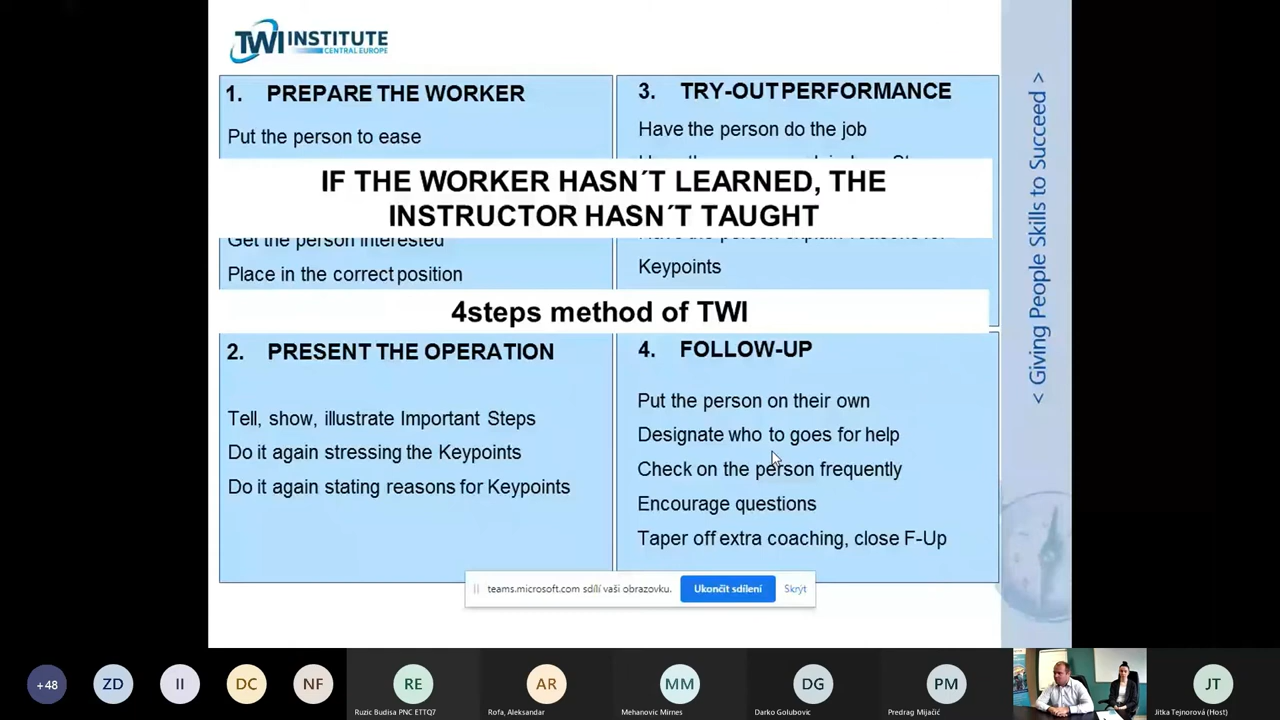 TWI INSTITUTE
CENTRAL EUROPE
1. PREPARE THE WORKER
Put the person to ease
IF THE WORKER HASN´T LEARNED, THE
INSTRUCTOR HASN´T TAUGHT
Get the person interested
Place in the correct position
3. TRY-OUT PERFORMANCE
Have the person do the job
Keypoints
4steps method of TWI
2. PRESENT THE OPERATION
Tell, show, illustrate Important Steps
Do it again stressing the Keypoints
Do it again stating reasons for Keypoints
4. FOLLOW-UP
Put the person on their own
Designate who to goes for help
Check on the person frequently
Encourage questions
Taper off extra coaching, close F-Up
< Giving People Skills to Succeed >
teams.microsoft.com sdílí vaši obrazovku. Ukončit sdílení Skrýt
+48 ZD II DC NF RE AR MM DG PM JT
Ruzic Budisa PNC ETTQ7 Rofa, Aleksandar Mehanovic Mirnes Darko Golubovic Predrag Mijačić Jitka Tejnorová (Host)